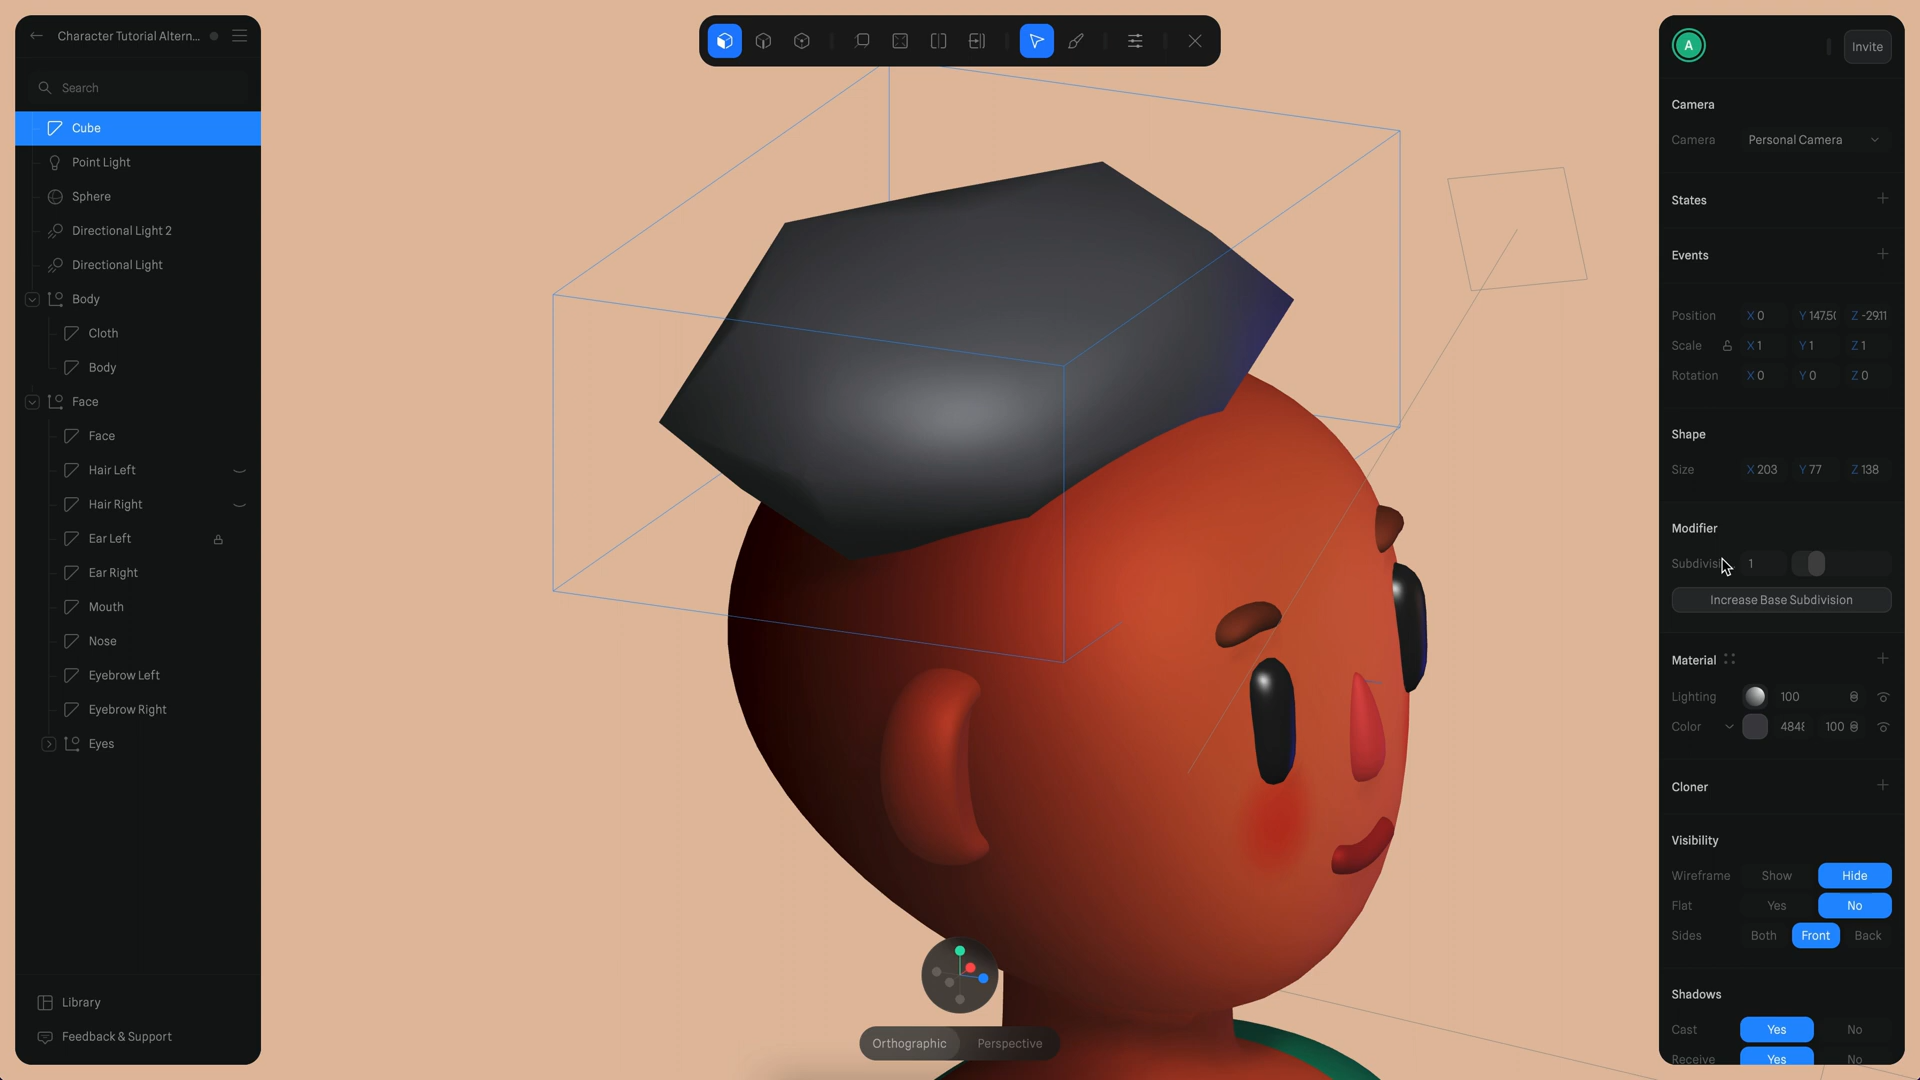 Character Tutorial Altern...
Search
Cube
Point Light
Sphere
Directional Light 2
Directional Light
Body
Cloth
Body
Face
Face
Hair Left
Hair Right
Ear Left
Ear Right
Mouth
Nose
Eyebrow Left
Eyebrow Right
Eyes
Library
Feedback & Support
Orthographic Perspective
A Invite
Camera
Camera Personal Camera
States
Events
Position X 0 Y 147.50 Z -29.11
Scale X 1 Y 1 Z 1
Rotation X 0 Y 0 Z 0
Shape
Size X 203 Y 77 Z 138
Modifier
Subdivisi 1
Increase Base Subdivision
Material
Lighting 100
Color 4848 100
Cloner
Visibility
Wireframe Show Hide
Flat Yes No
Sides Both Front Back
Shadows
Cast Yes No
Receive Yes No